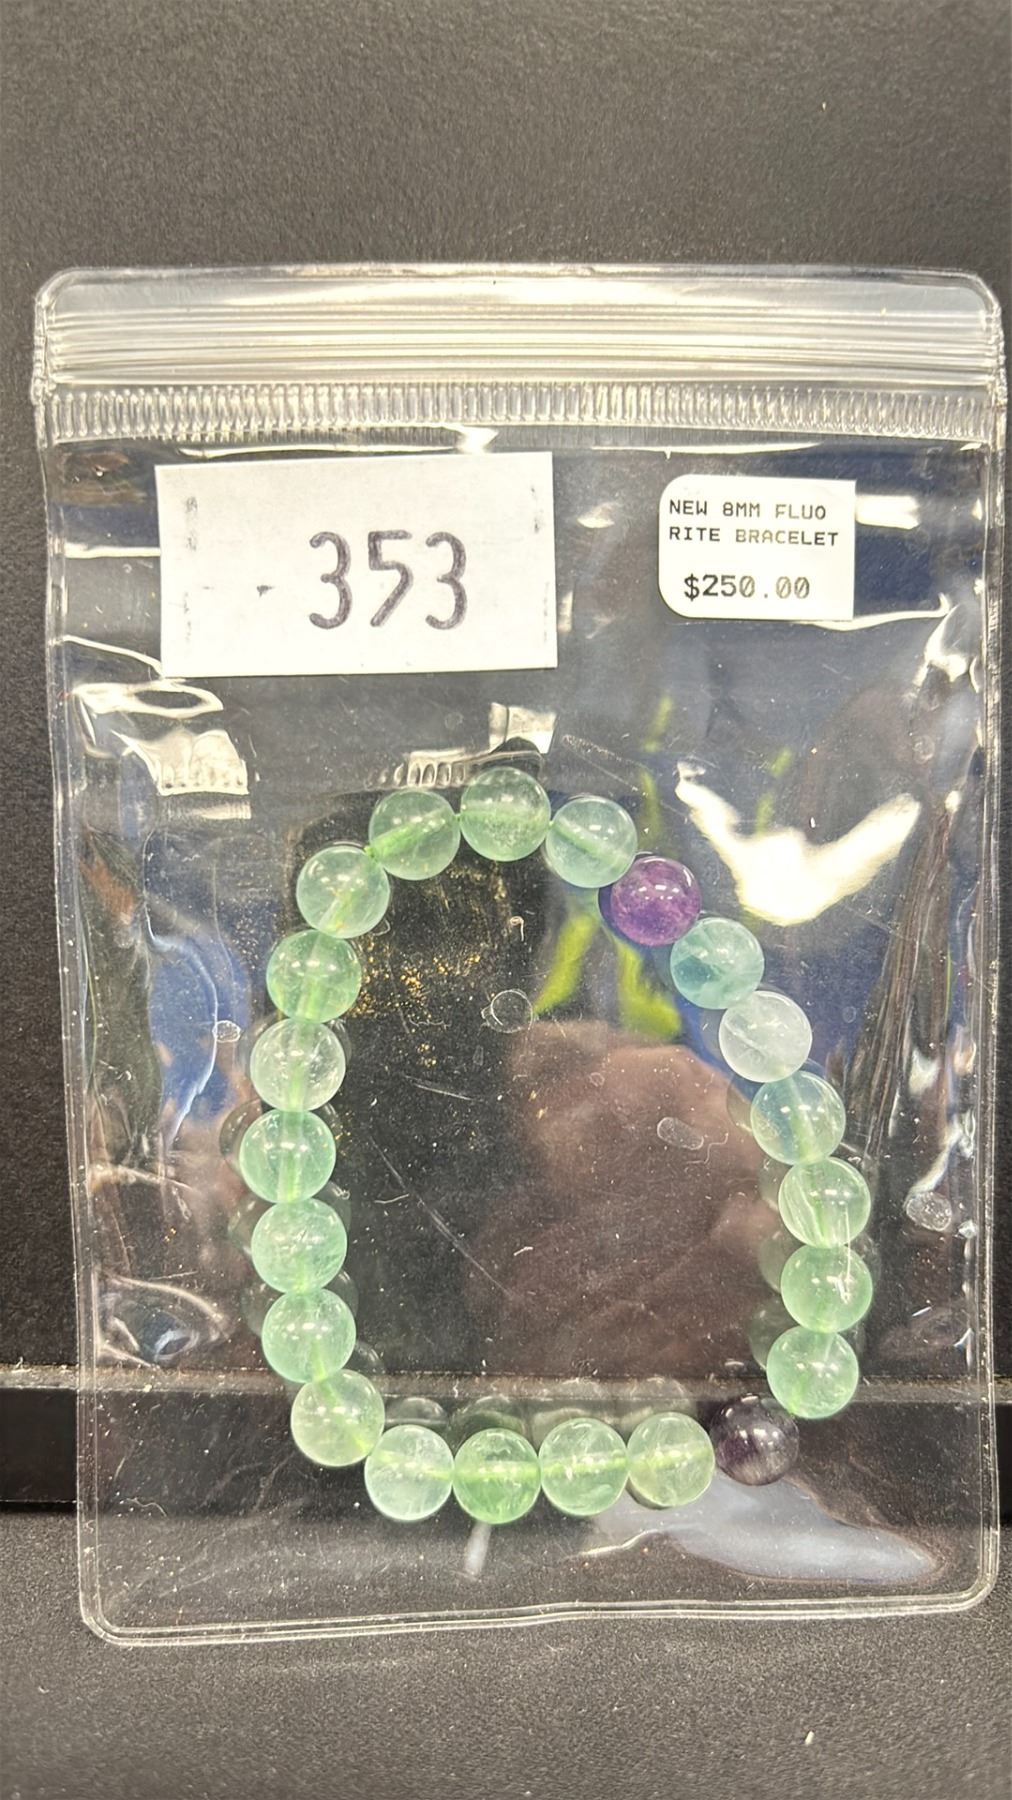 353
NEW 8MM FLUO
RITE BRACELET
$250.00